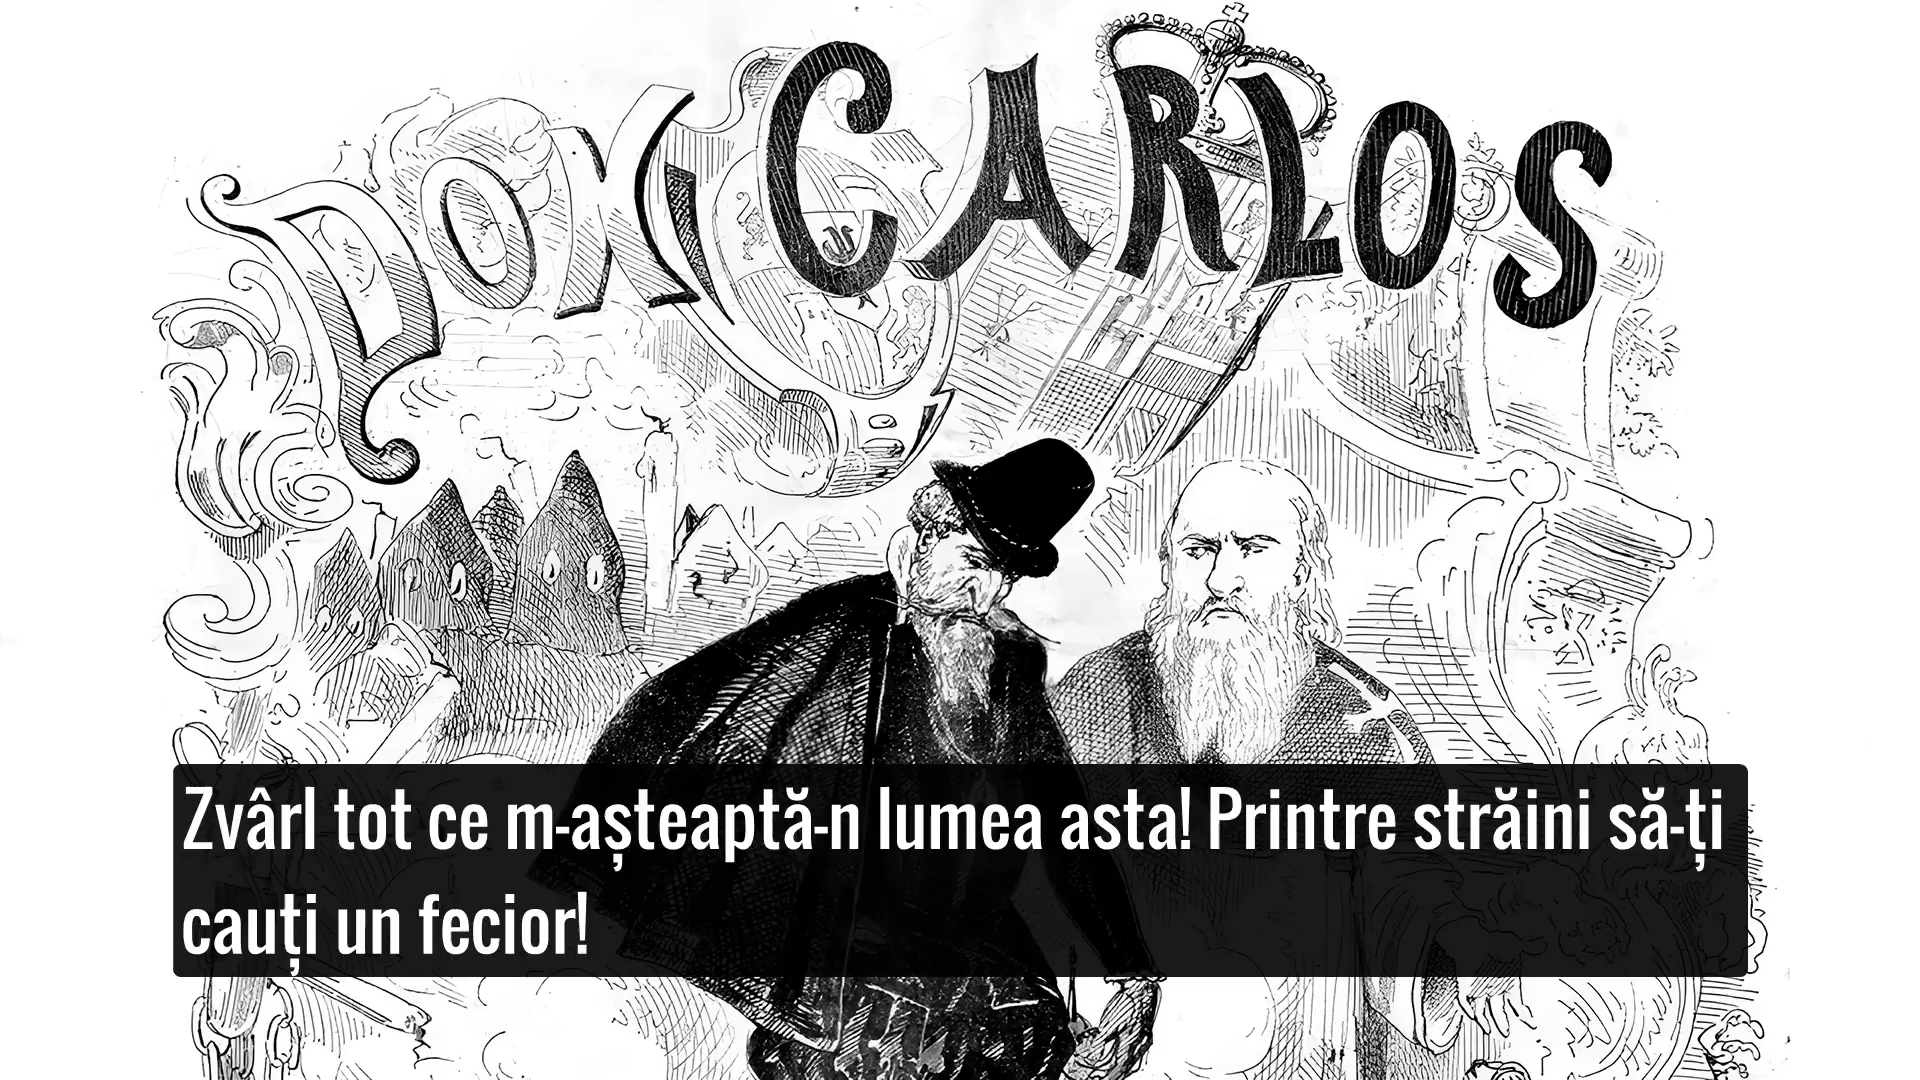 DON CARLOS
Zvârl tot ce m-așteaptă-n lumea asta! Printre străini să-ți
cauți un fecior!